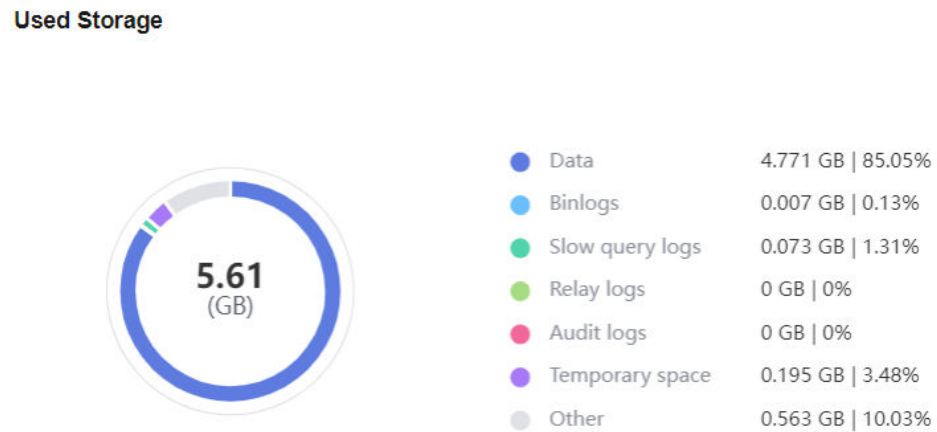 Used Storage
5.61
(GB)
Data 4.771 GB | 85.05%
Binlogs 0.007 GB | 0.13%
Slow query logs 0.073 GB | 1.31%
Relay logs 0 GB | 0%
Audit logs 0 GB | 0%
Temporary space 0.195 GB | 3.48%
Other 0.563 GB | 10.03%